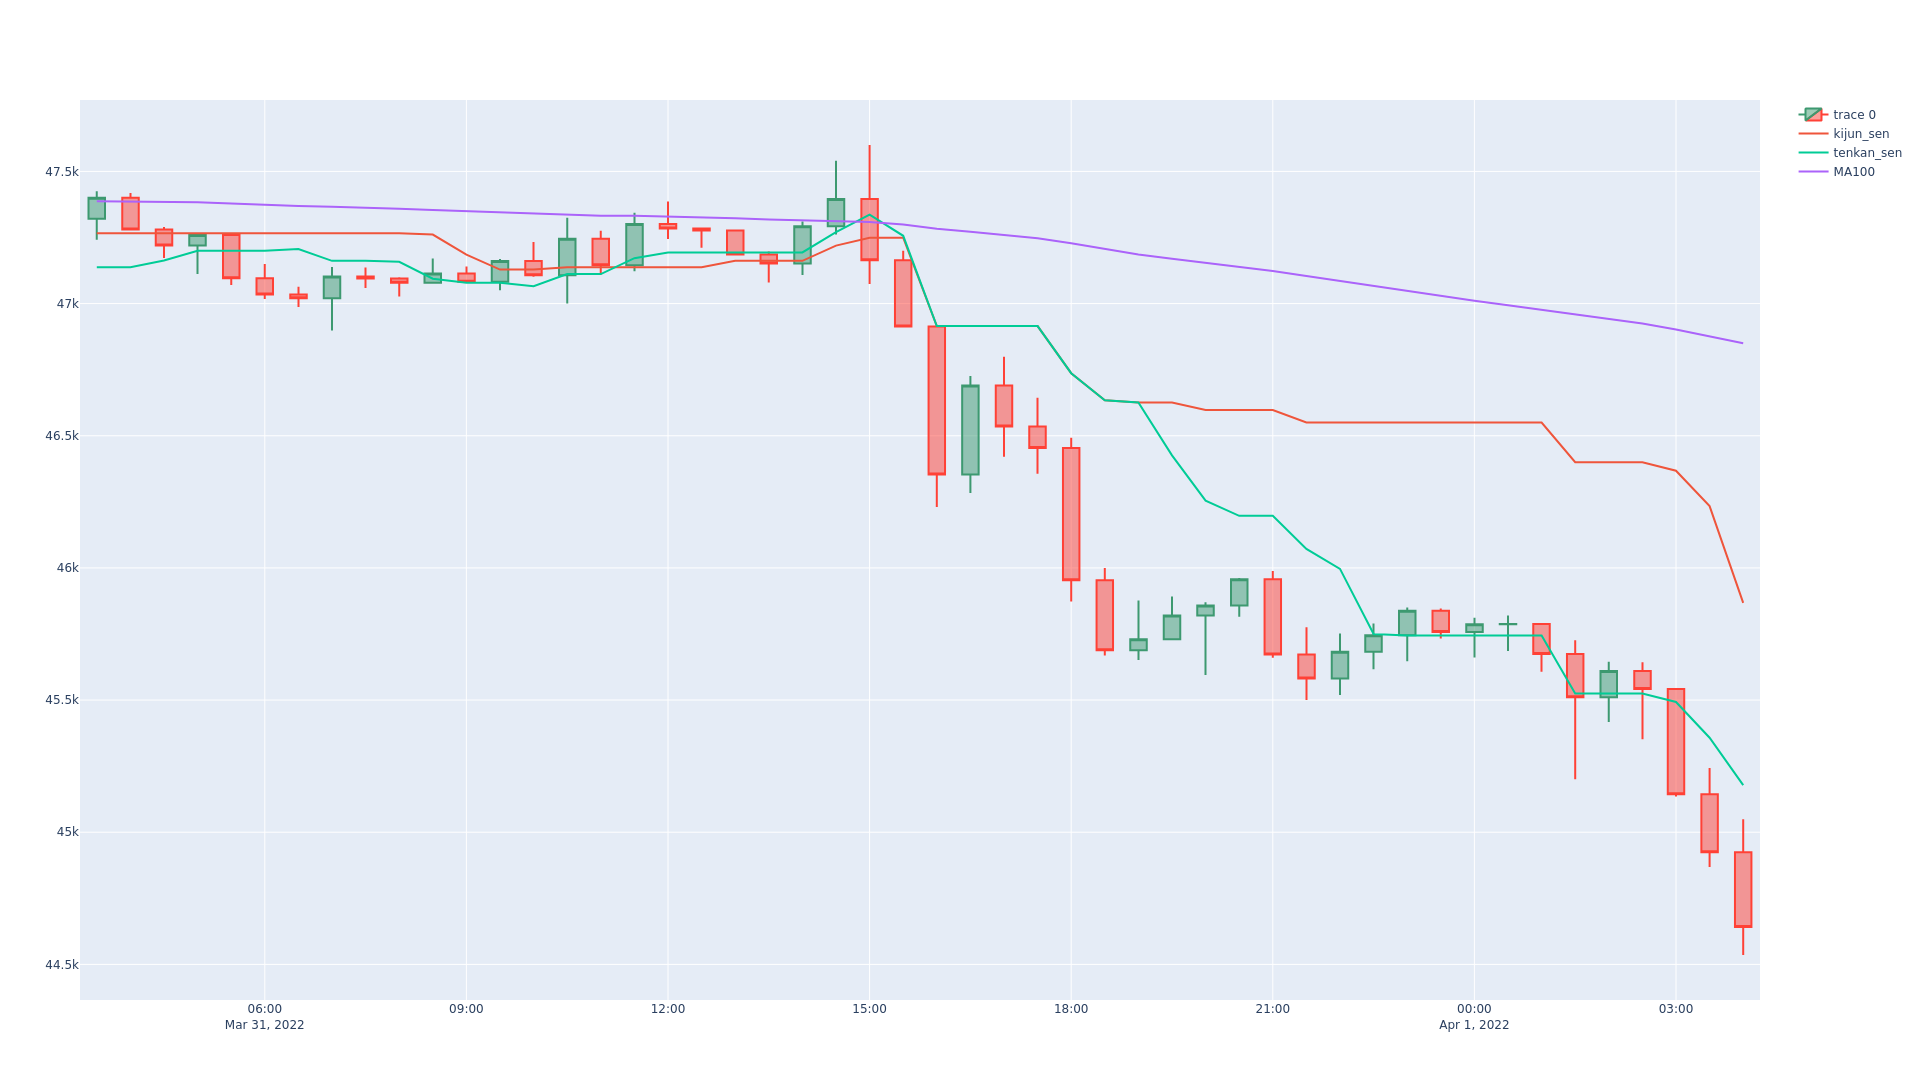 trace 0
kijun_sen
tenkan_sen
MA100
47.5k
47k
46.5k
46k
45.5k
45k
44.5k
06:00 09:00 12:00 15:00 18:00 21:00 00:00 03:00
Mar 31, 2022 Apr 1, 2022